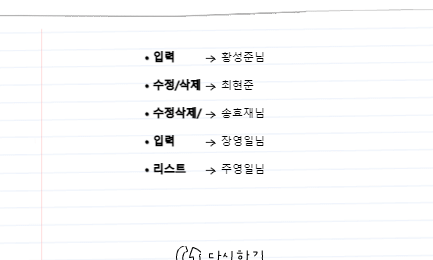 • 입력 → 황성준님
• 수정/삭제 → 최현준
• 수정삭제/ → 송효재님
• 입력 → 장영일님
• 리스트 → 주영일님
다시하기